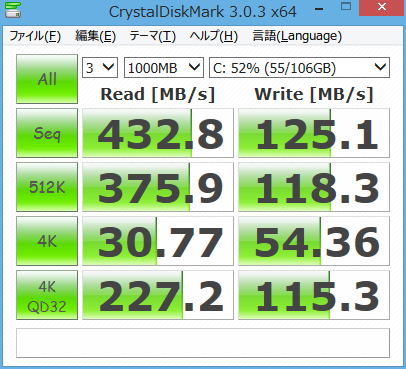 CrystalDiskMark 3.0.3 x64
ファイル(F) 編集(E) テーマ(T) ヘルプ(H) 言語(Language)
All 3 1000MB C: 52% (55/106GB)
Read [MB/s] Write [MB/s]
Seq 432.8 125.1
512K 375.9 118.3
4K 30.77 54.36
4K QD32 227.2 115.3